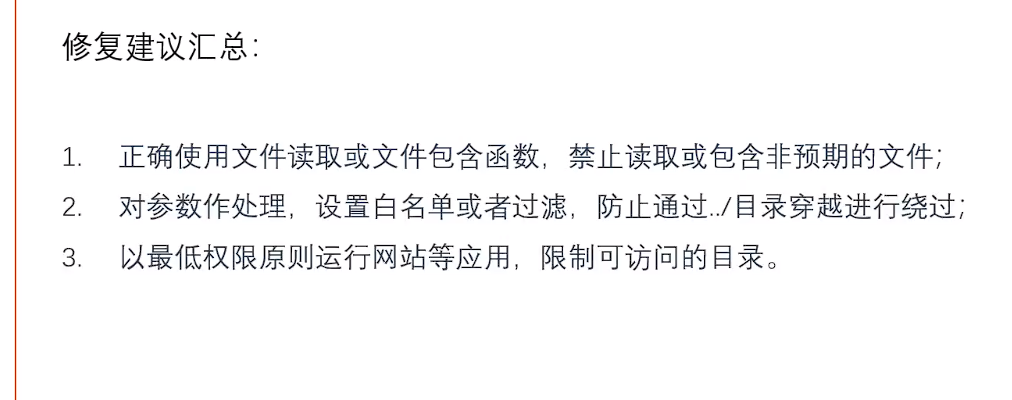 修复建议汇总：
1. 正确使用文件读取或文件包含函数，禁止读取或包含非预期的文件；
2. 对参数作处理，设置白名单或者过滤，防止通过../目录穿越进行绕过；
3. 以最低权限原则运行网站等应用，限制可访问的目录。